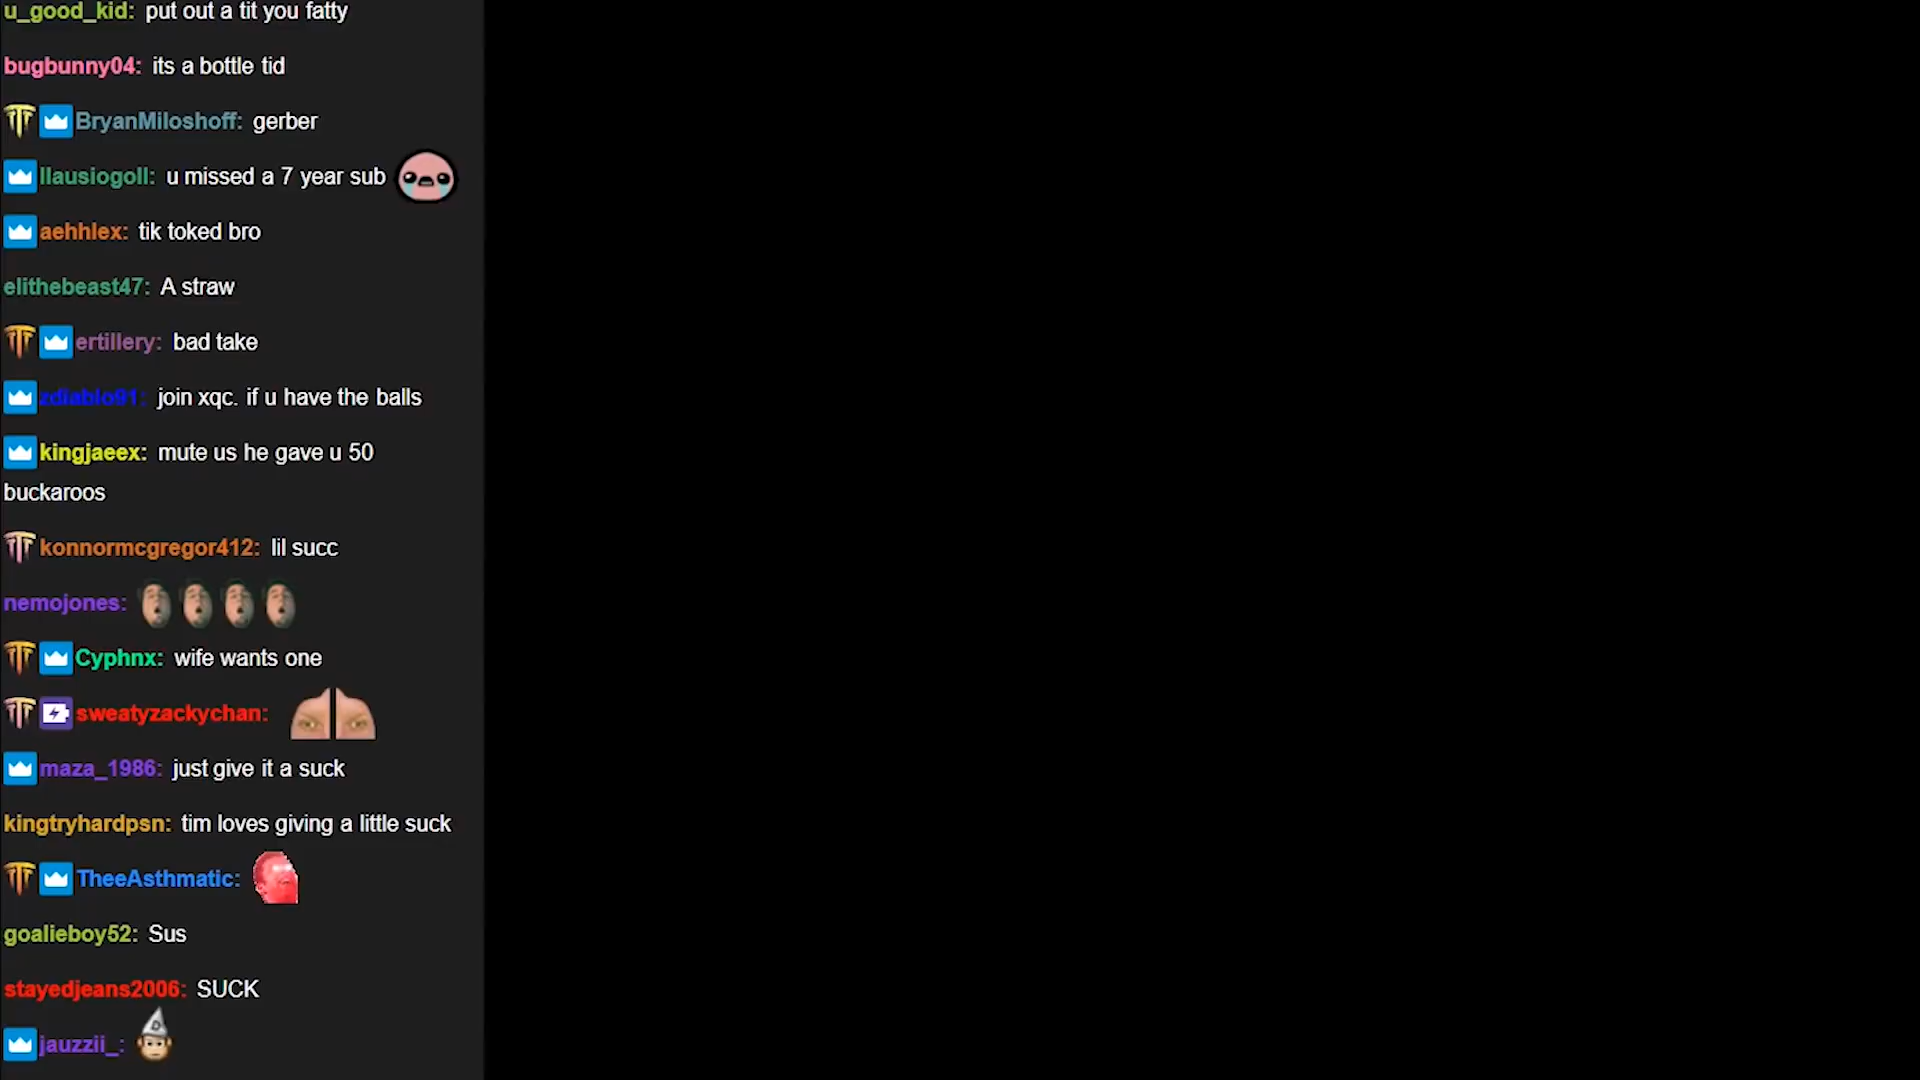 u_good_kid: put out a tit you fatty
bugbunny04: its a bottle tid
BryanMiloshoff: gerber
llausiogoll: u missed a 7 year sub
aehhlex: tik toked bro
elithebeast47: A straw
ertillery: bad take
zdiablo91: join xqc. if u have the balls
kingjaeex: mute us he gave u 50
buckaroos
konnormcgregor412: lil succ
nemojones:
Cyphnx: wife wants one
sweatyzackychan:
maza_1986: just give it a suck
kingtryhardpsn: tim loves giving a little suck
TheeAsthmatic:
goalieboy52: Sus
stayedjeans2006: SUCK
jauzzii_: